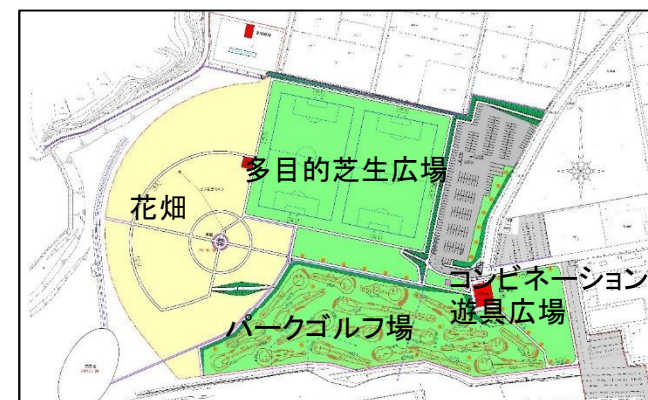 多目的芝生広場
花畑
コンビネーション
遊具広場
パークゴルフ場